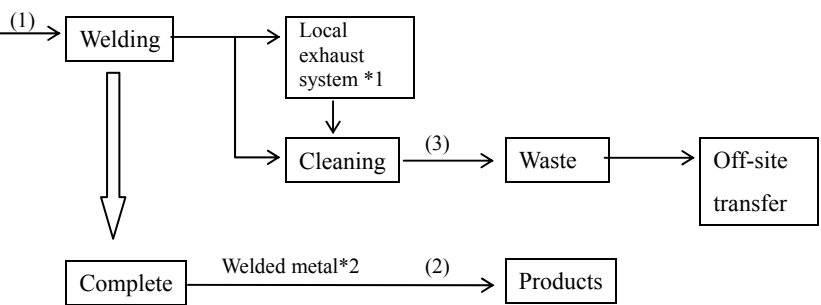 (1)
Welding
Local
exhaust
system *1
Cleaning
(3)
Waste
Off-site
transfer
Complete
Welded metal*2
(2)
Products